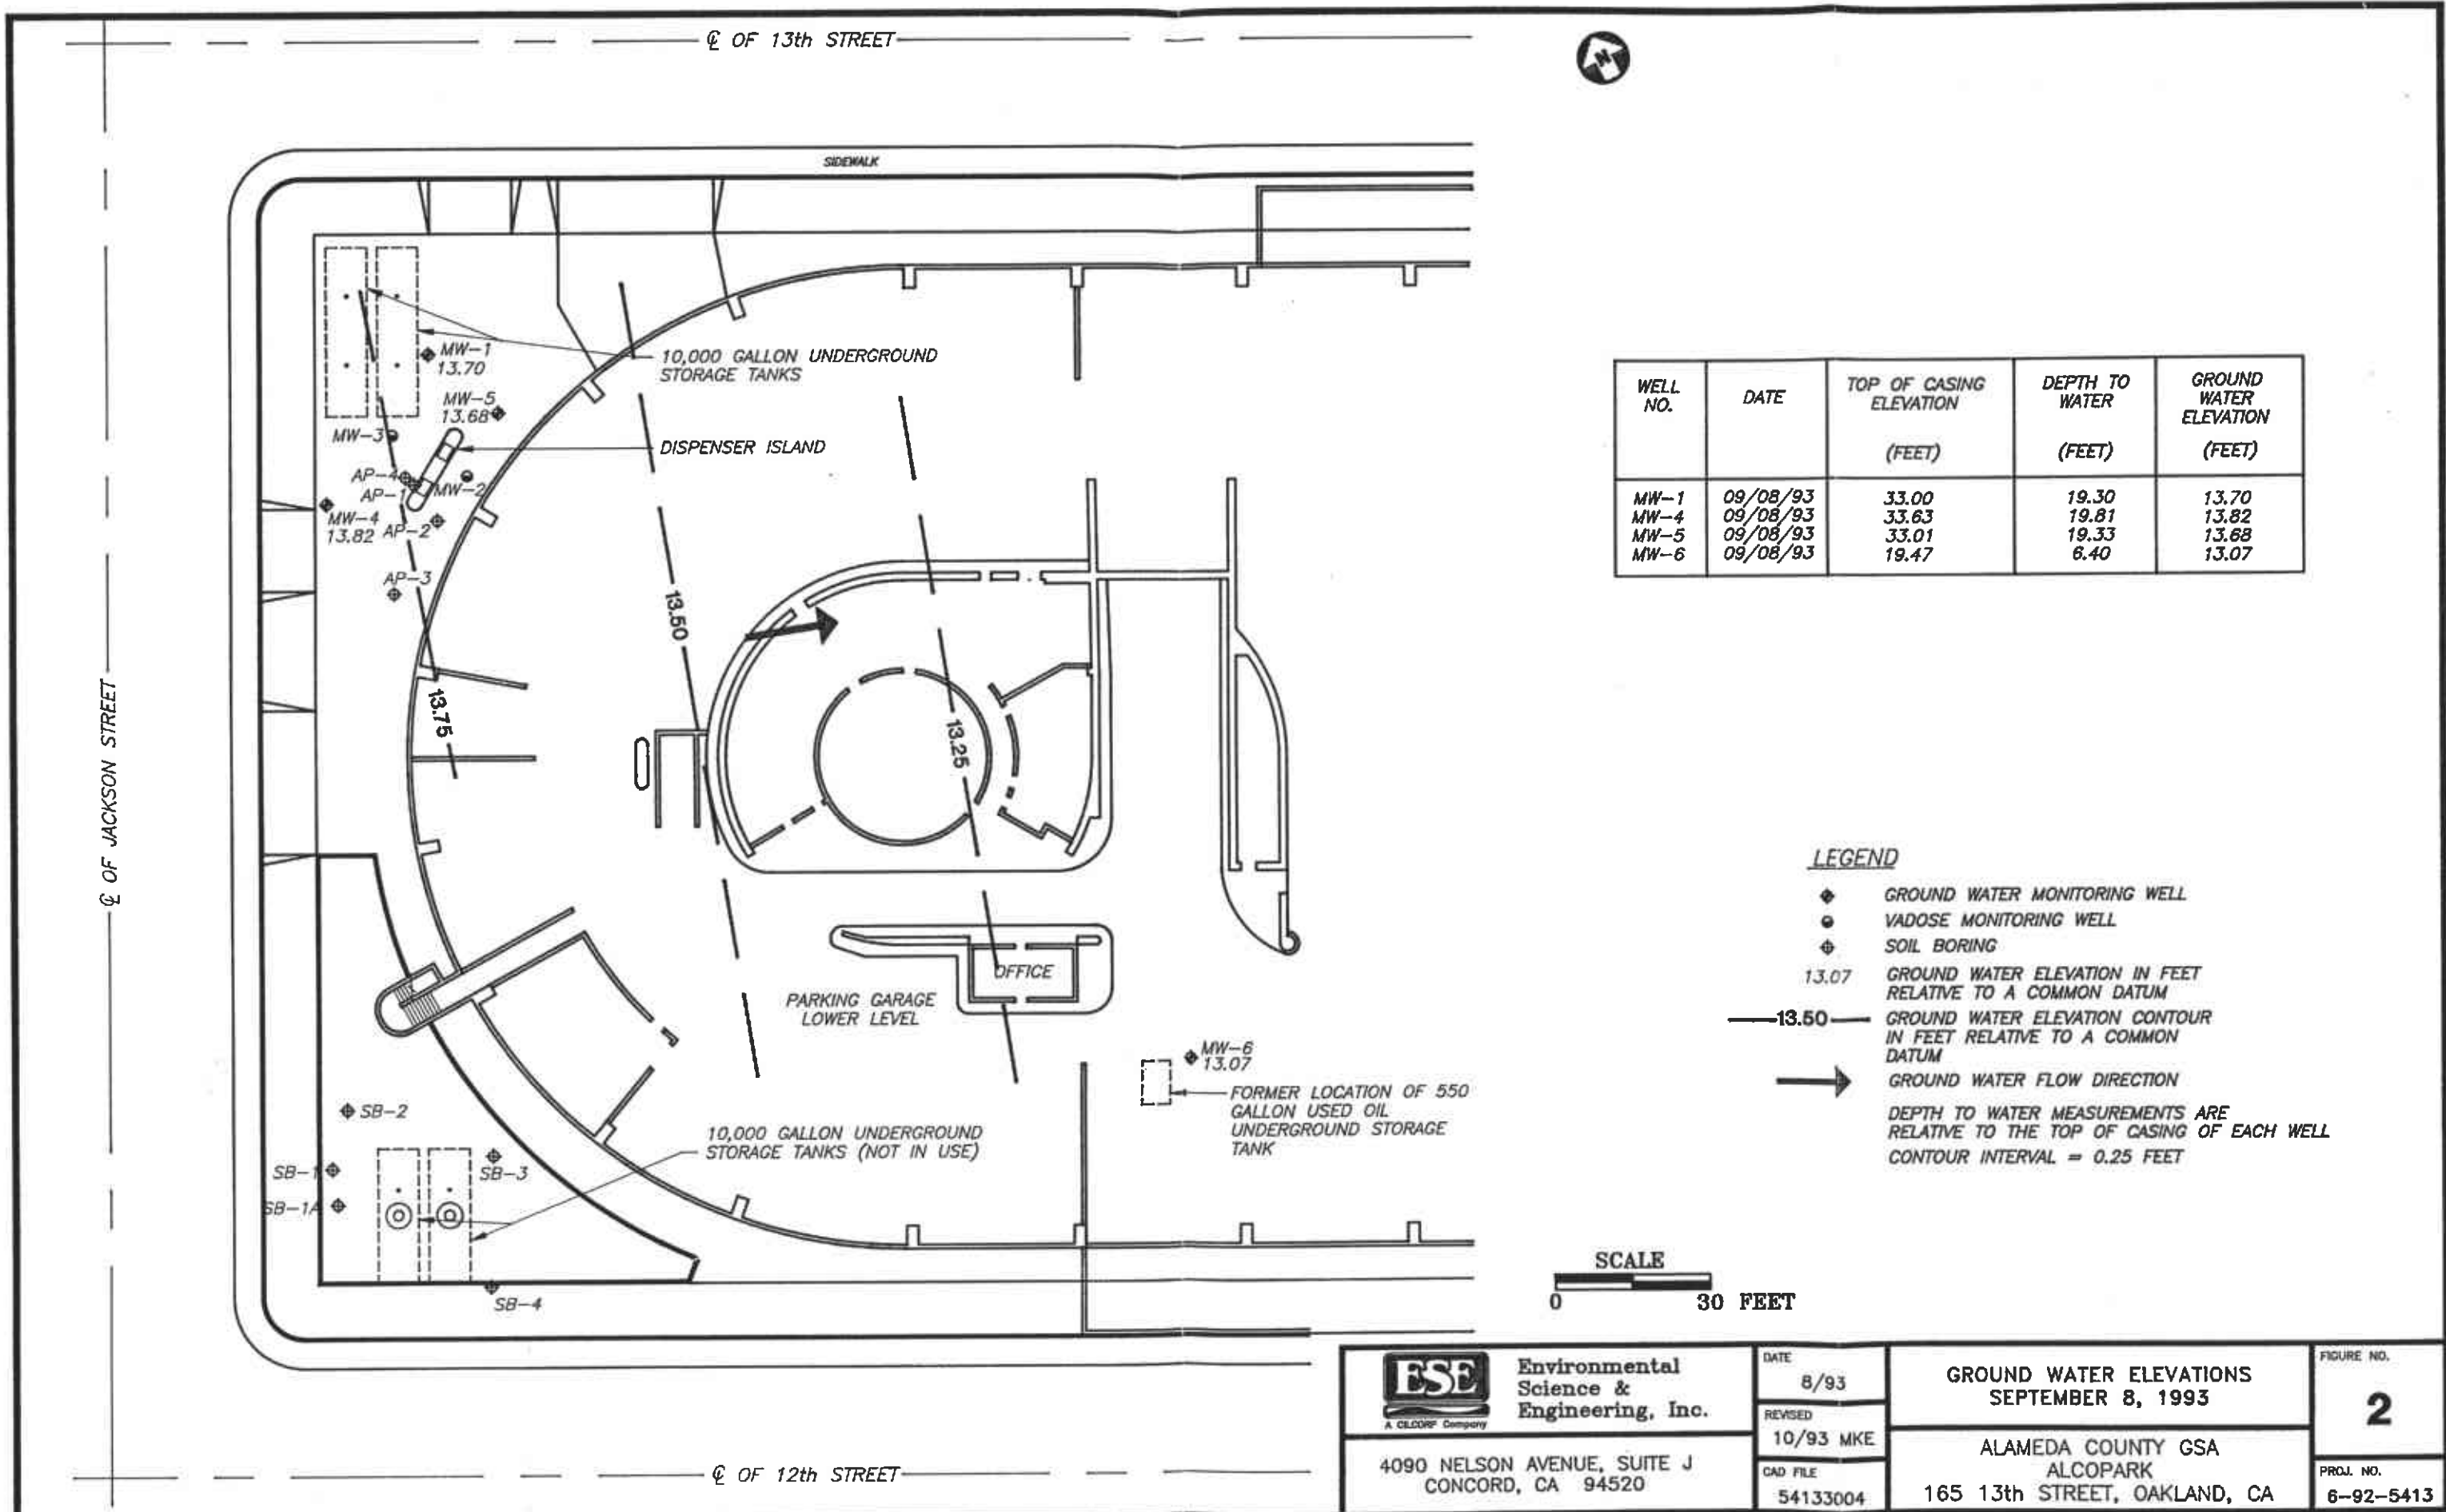 ℄ OF 13th STREET
N
SIDEWALK
℄ OF JACKSON STREET
MW-1
13.70
10,000 GALLON UNDERGROUND
STORAGE TANKS
MW-5
13.68
MW-3
DISPENSER ISLAND
AP-4
AP-1
MW-2
MW-4
13.82
AP-2
AP-3
13.50
13.75
13.25
OFFICE
PARKING GARAGE
LOWER LEVEL
MW-6
13.07
FORMER LOCATION OF 550
GALLON USED OIL
UNDERGROUND STORAGE
TANK
SB-2
10,000 GALLON UNDERGROUND
STORAGE TANKS (NOT IN USE)
SB-1
SB-3
SB-1A
SB-4
℄ OF 12th STREET
WELL NO. DATE TOP OF CASING ELEVATION (FEET) DEPTH TO WATER (FEET) GROUND WATER ELEVATION (FEET)
MW-1 09/08/93 33.00 19.30 13.70
MW-4 09/08/93 33.63 19.81 13.82
MW-5 09/08/93 33.01 19.33 13.68
MW-6 09/08/93 19.47 6.40 13.07
LEGEND
GROUND WATER MONITORING WELL
VADOSE MONITORING WELL
SOIL BORING
13.07 GROUND WATER ELEVATION IN FEET
RELATIVE TO A COMMON DATUM
13.50 GROUND WATER ELEVATION CONTOUR
IN FEET RELATIVE TO A COMMON
DATUM
GROUND WATER FLOW DIRECTION
DEPTH TO WATER MEASUREMENTS ARE
RELATIVE TO THE TOP OF CASING OF EACH WELL
CONTOUR INTERVAL = 0.25 FEET
SCALE
0 30 FEET
ESE
A CILCORP Company
Environmental
Science &
Engineering, Inc.
4090 NELSON AVENUE, SUITE J
CONCORD, CA 94520
DATE
8/93
REVISED
10/93 MKE
CAD FILE
54133004
GROUND WATER ELEVATIONS
SEPTEMBER 8, 1993
ALAMEDA COUNTY GSA
ALCOPARK
165 13th STREET, OAKLAND, CA
FIGURE NO.
2
PROJ. NO.
6-92-5413